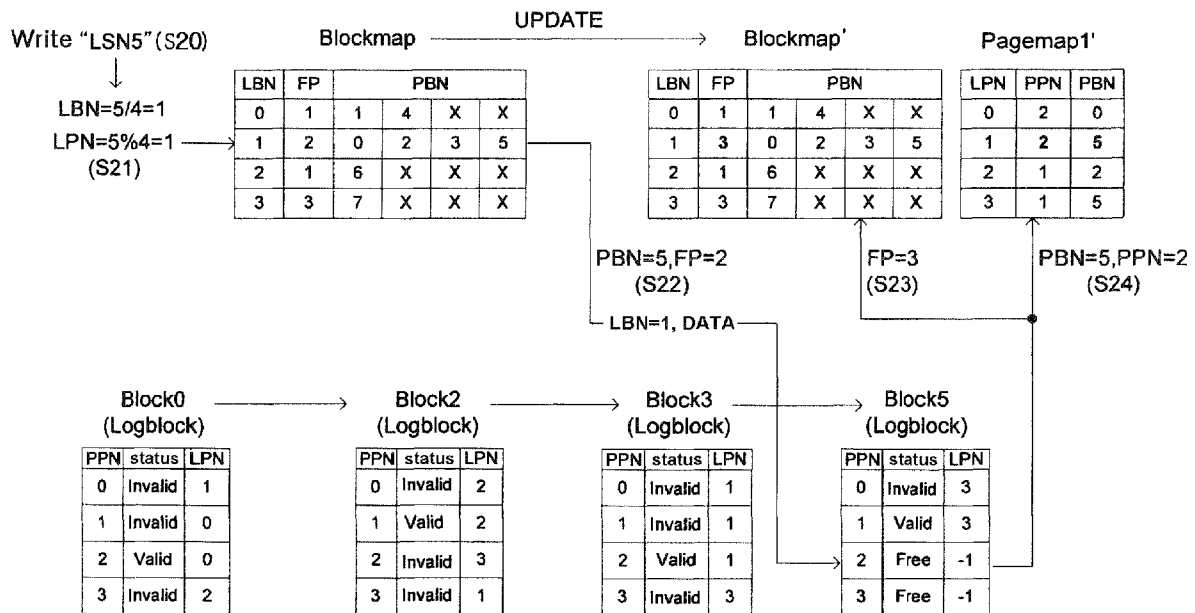 UPDATE
Write "LSN5" (S20)
Blockmap
Blockmap'
Pagemap1'
LBN=5/4=1
LPN=5%4=1
(S21)
LBN FP PBN
0 1 1 4 X X
1 2 0 2 3 5
2 1 6 X X X
3 3 7 X X X
LBN FP PBN
0 1 1 4 X X
1 3 0 2 3 5
2 1 6 X X X
3 3 7 X X X
LPN PPN PBN
0 2 0
1 2 5
2 1 2
3 1 5
PBN=5,FP=2
(S22)
FP=3
(S23)
PBN=5,PPN=2
(S24)
LBN=1, DATA
Block0
(Logblock)
PPN status LPN
0 Invalid 1
1 Invalid 0
2 Valid 0
3 Invalid 2
Block2
(Logblock)
PPN status LPN
0 Invalid 2
1 Valid 2
2 Invalid 3
3 Invalid 1
Block3
(Logblock)
PPN status LPN
0 Invalid 1
1 Invalid 1
2 Valid 1
3 Invalid 3
Block5
(Logblock)
PPN status LPN
0 Invalid 3
1 Valid 3
2 Free -1
3 Free -1